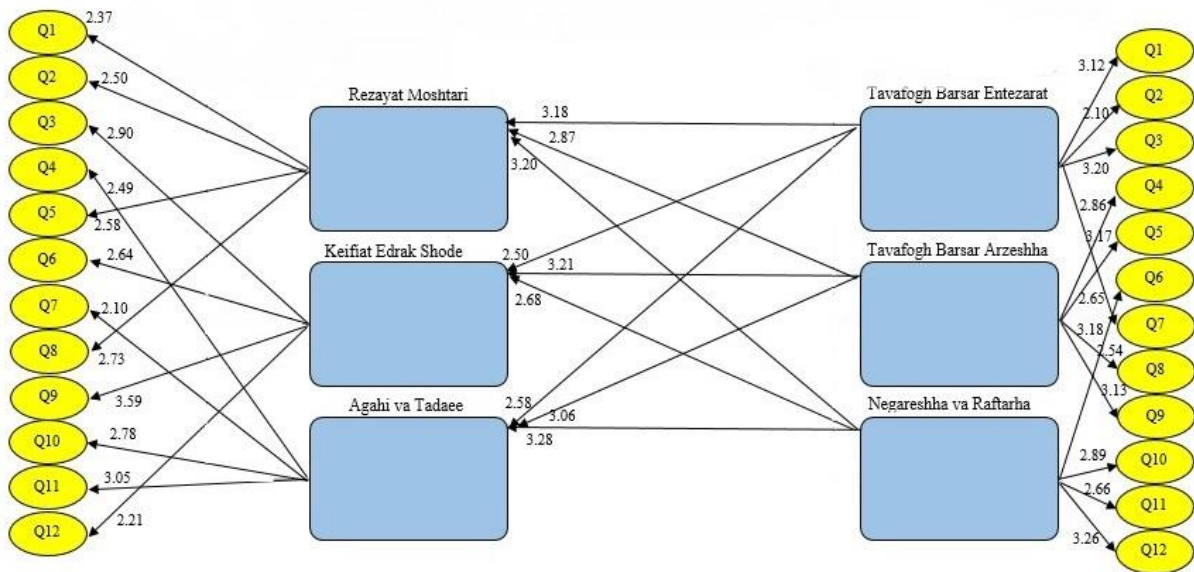 Q1
2.37
Q2
2.50
Q3
2.90
Q4
2.49
Q5
2.58
Q6
2.64
Q7
2.10
Q8
2.73
Q9
3.59
Q10
2.78
Q11
3.05
Q12
2.21
Rezayat Moshtari
Keifiat Edrak Shode
Agahi va Tadaee
3.18
2.87
3.20
2.50
3.21
2.68
2.58
3.06
3.28
Tavafogh Barsar Entezarat
Tavafogh Barsar Arzeshha
Negareshha va Raftarha
3.12
Q1
2.10
Q2
3.20
Q3
2.86
Q4
3.17
Q5
2.65
Q6
3.18
Q7
2.54
Q8
3.13
Q9
2.89
Q10
2.66
Q11
3.26
Q12